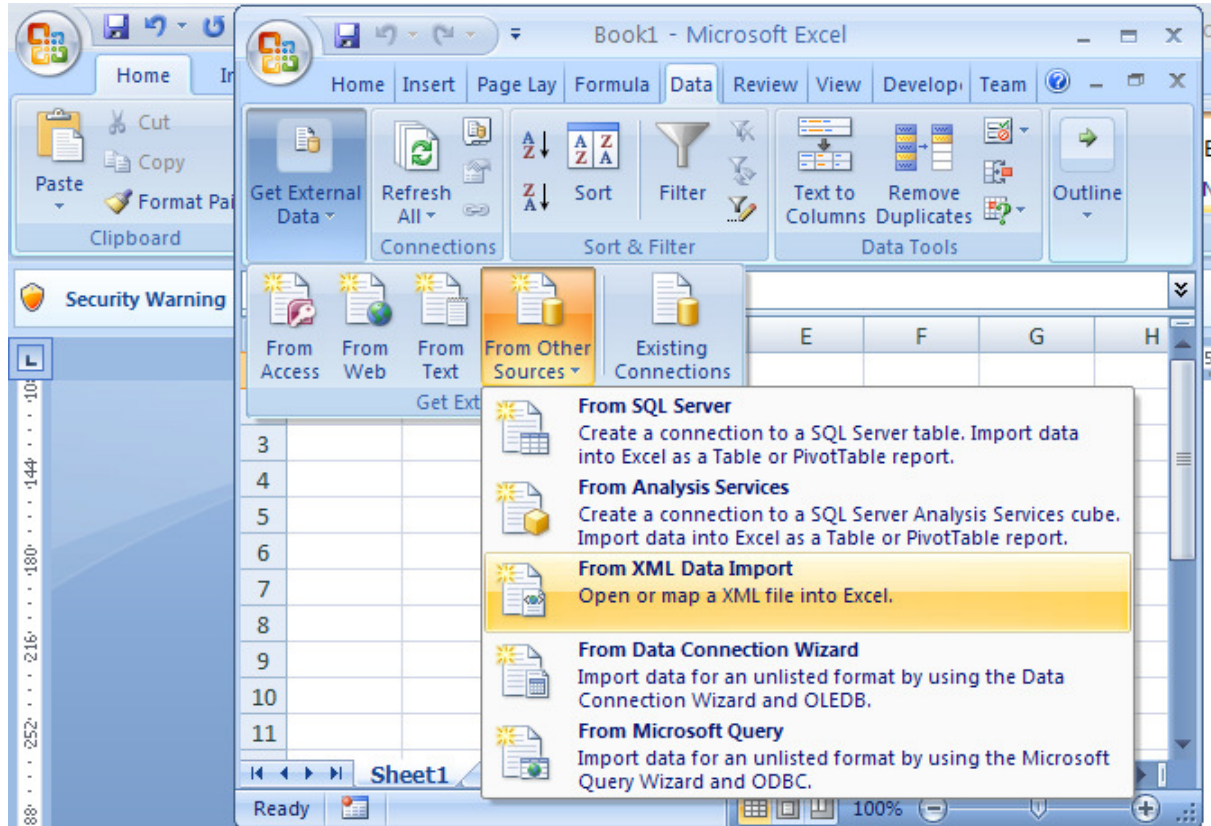 Book1 - Microsoft Excel
Home
Home Insert Page Lay Formula Data Review View Develop Team
Cut
Copy
Format Pai
Paste
Clipboard
Get External
Data
Refresh
All
Connections
Sort
Filter
Sort & Filter
Text to
Columns
Remove
Duplicates
Data Tools
Outline
Security Warning
From
Access
From
Web
From
Text
From Other
Sources
Existing
Connections
Get Ext
E F G H
From SQL Server
Create a connection to a SQL Server table. Import data
into Excel as a Table or PivotTable report.
From Analysis Services
Create a connection to a SQL Server Analysis Services cube.
Import data into Excel as a Table or PivotTable report.
From XML Data Import
Open or map a XML file into Excel.
From Data Connection Wizard
Import data for an unlisted format by using the Data
Connection Wizard and OLEDB.
From Microsoft Query
Import data for an unlisted format by using the Microsoft
Query Wizard and ODBC.
3
4
5
6
7
8
9
10
11
144
180
216
252
Sheet1
Ready
100%